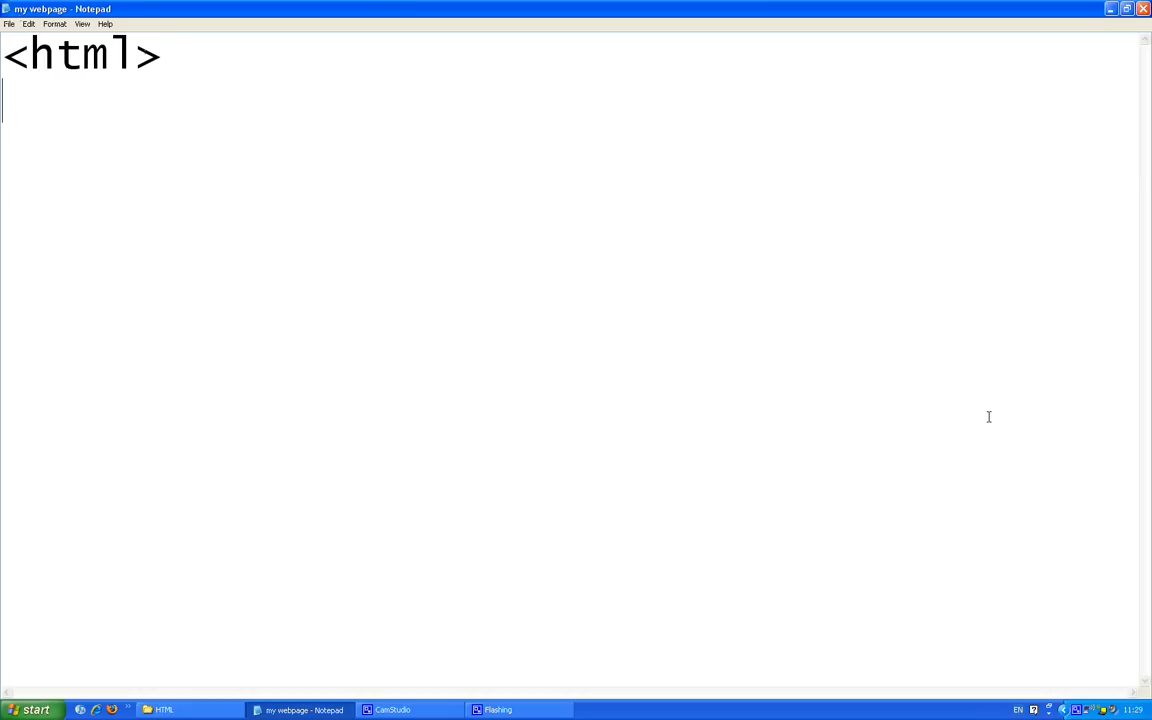 my webpage - Notepad
File Edit Format View Help
<html>
start HTML my webpage - Notepad CamStudio Flashing EN 11:29